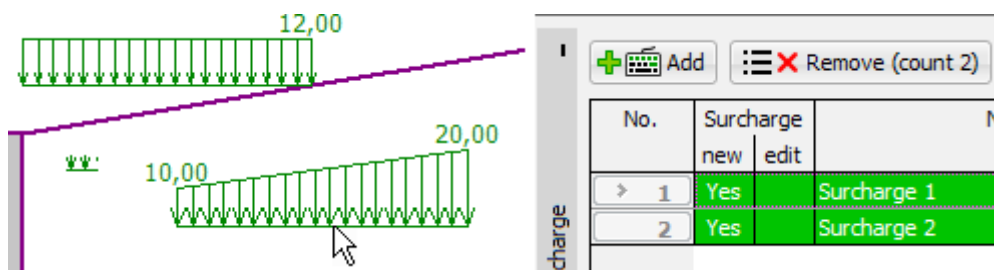 12,00
10,00
20,00
Add
Remove (count 2)
No.
Surcharge
N
new
edit
1
Yes
Surcharge 1
2
Yes
Surcharge 2
charge